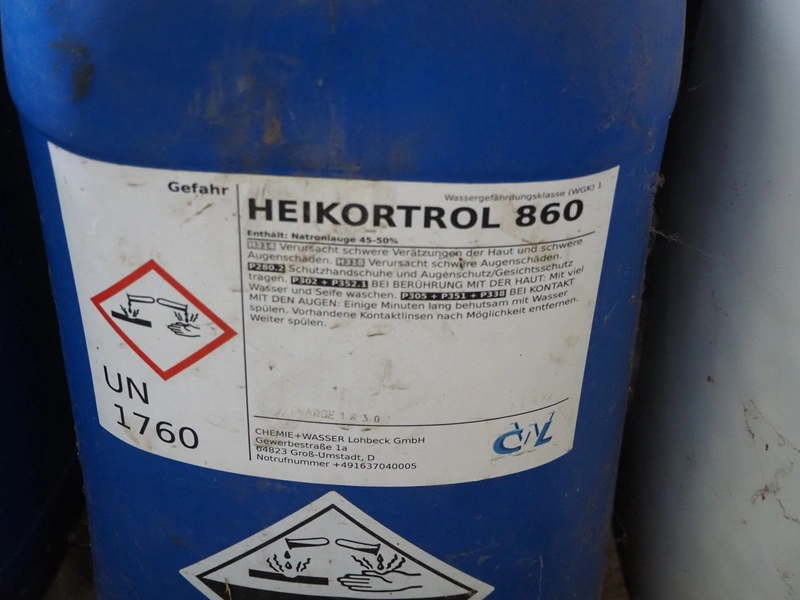 Gefahr
Wassergefährdungsklasse (WGK) 1
HEIKORTROL 860
Enthält: Natronlauge 45-50%
H314 Verursacht schwere Verätzungen der Haut und schwere
Augenschäden. H318 Verursacht schwere Augenschäden.
P280.2 Schutzhandschuhe und Augenschutz/Gesichtsschutz
tragen. P302 + P352.1 BEI BERÜHRUNG MIT DER HAUT: Mit viel
Wasser und Seife waschen. P305 + P351 + P338 BEI KONTAKT
MIT DEN AUGEN: Einige Minuten lang behutsam mit Wasser
spülen. Vorhandene Kontaktlinsen nach Möglichkeit entfernen.
Weiter spülen.
UN
1760
CHARGE 1830
CHEMIE+WASSER Lohbeck GmbH
Gewerbestraße 1a
64823 Groß-Umstadt, D
Notrufnummer +491637040005